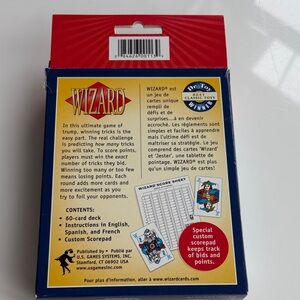 WIZARD
In this ultimate game of
trump, winning tricks is the
easy part. The real challenge
is predicting how many tricks
you will take. To score points,
players must win the exact
number of tricks they bid.
Winning too many or too few
means losing points. Each
round adds more cards and
more excitement as you
try to foil your opponents.
CONTENTS:
• 60-card deck
• Instructions in English,
Spanish, and French
• Custom Scorepad
Published by • Publié par
U.S. GAMES SYSTEMS, INC.
Stamford, CT 06902 USA
www.usgamesinc.com
WIZARD® est
un jeu de
cartes unique
rempli de
défis et de
surprises...à en devenir
accroché. Les règlements sont
simples et faciles à apprendre
mais l'ultime défi est de
maîtriser sa stratégie. Le jeu
comprend des cartes 'Wizard'
et 'Jester', une tablette de
pointage. WIZARD® est plus
qu'un simple jeu de cartes!
Dr. Toy
CLASSIC TOYS
WINNER
WIZARD SCORE SHEET
Special
custom
scorepad
keeps track
of bids and
points.
Pour plus d'information, aller à www.wizardcards.com.